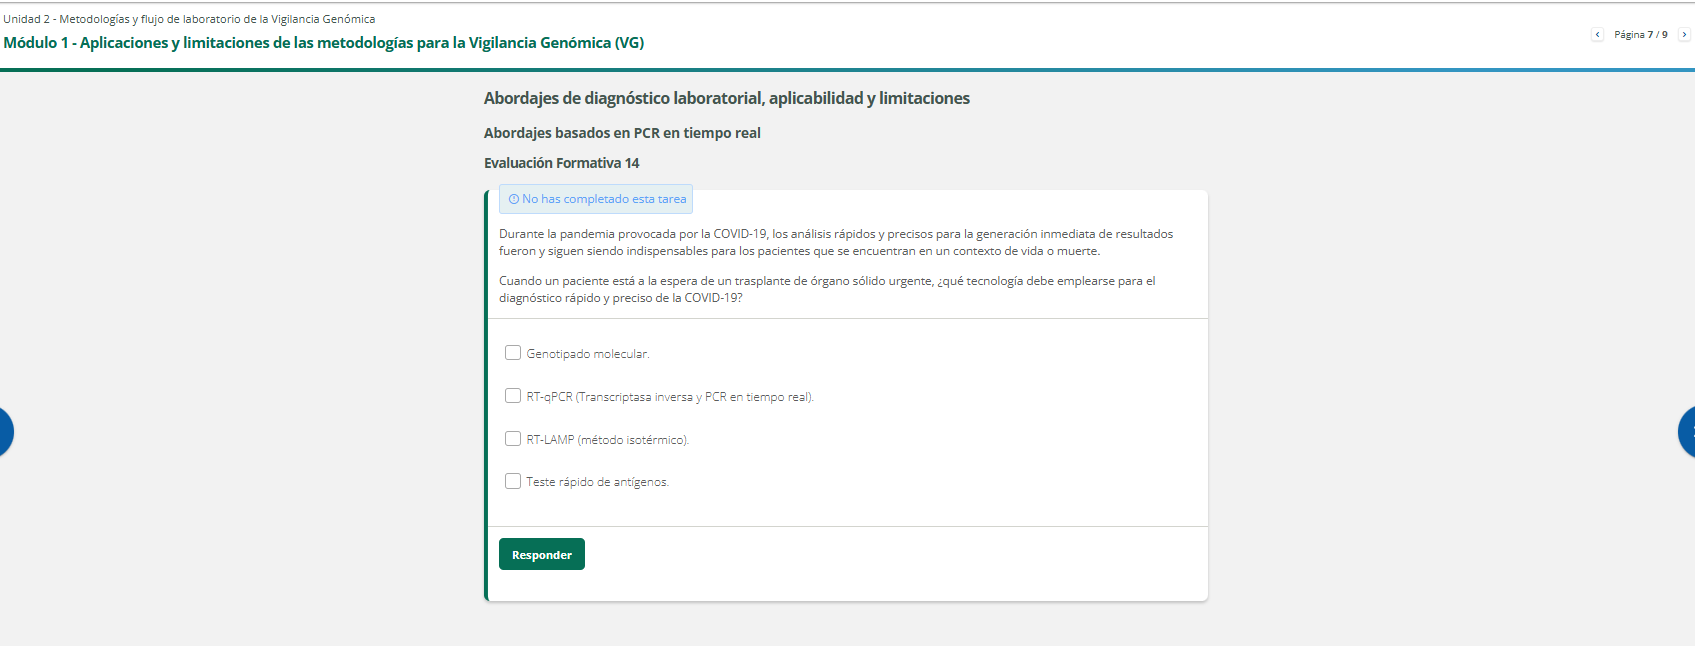 Unidad 2 - Metodologías y flujo de laboratorio de la Vigilancia Genómica
Módulo 1 - Aplicaciones y limitaciones de las metodologías para la Vigilancia Genómica (VG)
Página 7 / 9
Abordajes de diagnóstico laboratorial, aplicabilidad y limitaciones
Abordajes basados en PCR en tiempo real
Evaluación Formativa 14
No has completado esta tarea
Durante la pandemia provocada por la COVID-19, los análisis rápidos y precisos para la generación inmediata de resultados
fueron y siguen siendo indispensables para los pacientes que se encuentran en un contexto de vida o muerte.
Cuando un paciente está a la espera de un trasplante de órgano sólido urgente, ¿qué tecnología debe emplearse para el
diagnóstico rápido y preciso de la COVID-19?
Genotipado molecular.
RT-qPCR (Transcriptasa inversa y PCR en tiempo real).
RT-LAMP (método isotérmico).
Teste rápido de antígenos.
Responder